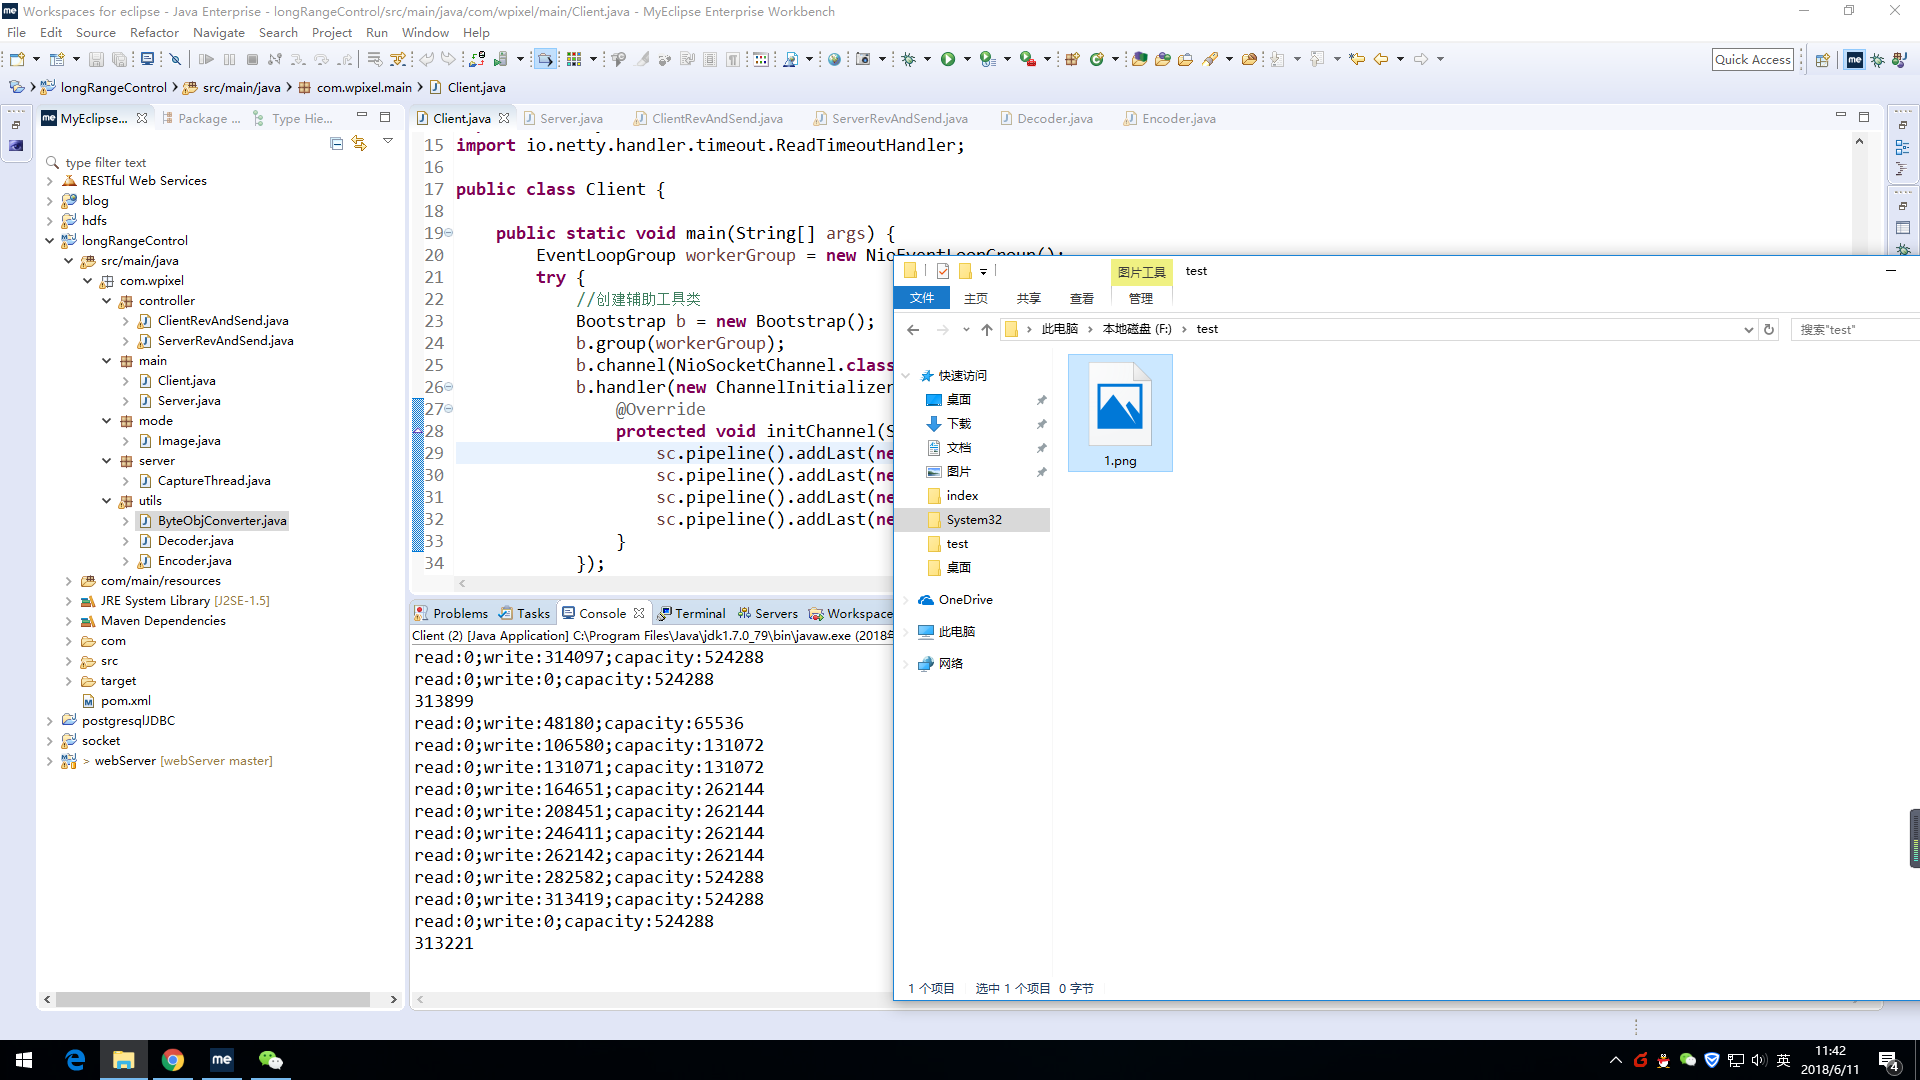 Workspaces for eclipse - Java Enterprise - longRangeControl/src/main/java/com/wpixel/main/Client.java - MyEclipse Enterprise Workbench
File Edit Source Refactor Navigate Search Project Run Window Help
Quick Access
longRangeControl src/main/java com.wpixel.main Client.java
MyEclipse... Package ... Type Hie...
type filter text
RESTful Web Services
blog
hdfs
longRangeControl
src/main/java
com.wpixel
controller
ClientRevAndSend.java
ServerRevAndSend.java
main
Client.java
Server.java
mode
Image.java
server
CaptureThread.java
utils
ByteObjConverter.java
Decoder.java
Encoder.java
com/main/resources
JRE System Library [J2SE-1.5]
Maven Dependencies
com
src
target
pom.xml
postgresqlJDBC
socket
> webServer [webServer master]
Client.java Server.java ClientRevAndSend.java ServerRevAndSend.java Decoder.java Encoder.java
15 import io.netty.handler.timeout.ReadTimeoutHandler;
16
17 public class Client {
18
19 public static void main(String[] args) {
20 EventLoopGroup workerGroup = new NioEventLoopGroup();
21 try {
22 //创建辅助工具类
23 Bootstrap b = new Bootstrap();
24 b.group(workerGroup);
25 b.channel(NioSocketChannel.class
26 b.handler(new ChannelInitializer
27 @Override
28 protected void initChannel(S
29 sc.pipeline().addLast(ne
30 sc.pipeline().addLast(ne
31 sc.pipeline().addLast(ne
32 sc.pipeline().addLast(ne
33 }
34 });
Problems Tasks Console Terminal Servers Workspace
Client (2) [Java Application] C:\Program Files\Java\jdk1.7.0_79\bin\javaw.exe (2018年
read:0;write:314097;capacity:524288
read:0;write:0;capacity:524288
313899
read:0;write:48180;capacity:65536
read:0;write:106580;capacity:131072
read:0;write:131071;capacity:131072
read:0;write:164651;capacity:262144
read:0;write:208451;capacity:262144
read:0;write:246411;capacity:262144
read:0;write:262142;capacity:262144
read:0;write:282582;capacity:524288
read:0;write:313419;capacity:524288
read:0;write:0;capacity:524288
313221
图片工具 test
文件 主页 共享 查看 管理
此电脑 本地磁盘 (F:) test
搜索"test"
快速访问
桌面
下载
文档
图片
index
System32
test
桌面
OneDrive
此电脑
网络
1.png
1 个项目 选中 1 个项目 0 字节
me
英
11:42
2018/6/11
4